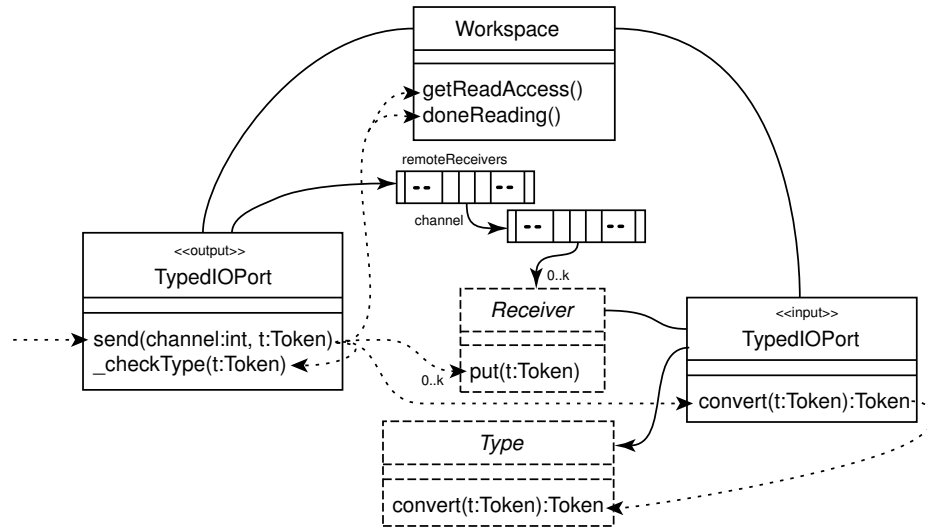 Workspace
getReadAccess()
doneReading()
remoteReceivers
-- --
channel
-- --
<<output>>
TypedIOPort
send(channel:int, t:Token)
_checkType(t:Token)
0..k
Receiver
put(t:Token)
0..k
<<input>>
TypedIOPort
convert(t:Token):Token
Type
convert(t:Token):Token